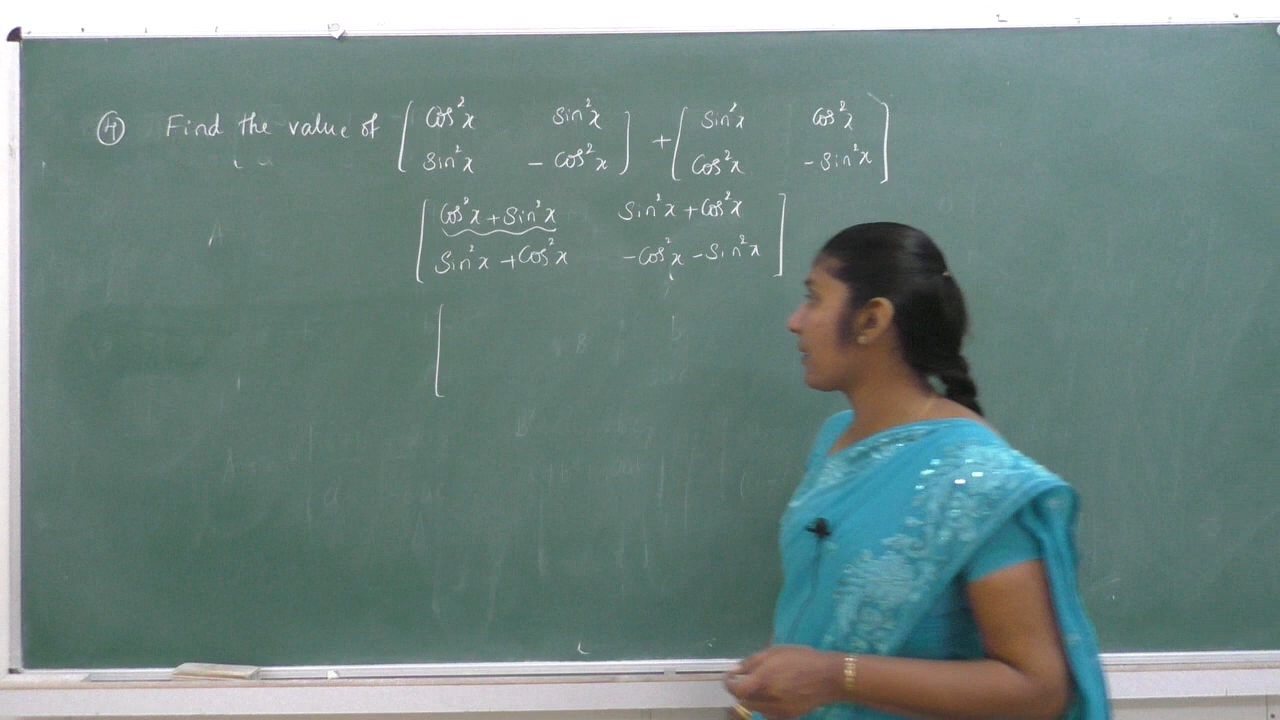 ④ Find the value of [ Cos²x Sin²x + [ Sin²x Cos²x ]
Sin²x - Cos²x ] Cos²x - Sin²x
[ Cos²x + Sin²x Sin²x + Cos²x ]
Sin²x + Cos²x -Cos²x - Sin²x
[